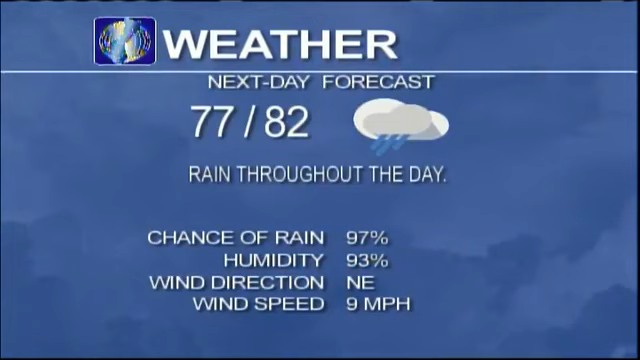 WEATHER
NEXT-DAY FORECAST
77 / 82
RAIN THROUGHOUT THE DAY.
CHANCE OF RAIN 97%
HUMIDITY 93%
WIND DIRECTION NE
WIND SPEED 9 MPH